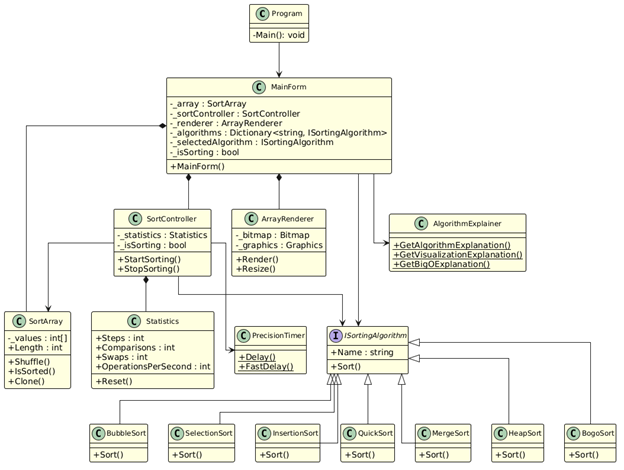 C Program
-Main(): void
C MainForm
-_array : SortArray
-_sortController : SortController
-_renderer : ArrayRenderer
-_algorithms : Dictionary<string, ISortingAlgorithm>
-_selectedAlgorithm : ISortingAlgorithm
-_isSorting : bool
+MainForm()
C SortController
-_statistics : Statistics
-_isSorting : bool
+StartSorting()
+StopSorting()
C ArrayRenderer
-_bitmap : Bitmap
-_graphics : Graphics
+Render()
+Resize()
C AlgorithmExplainer
+GetAlgorithmExplanation()
+GetVisualizationExplanation()
+GetBigOExplanation()
C SortArray
-_values : int[]
+Length : int
+Shuffle()
+IsSorted()
+Clone()
C Statistics
+Steps : int
+Comparisons : int
+Swaps : int
+OperationsPerSecond : int
+Reset()
C PrecisionTimer
+Delay()
+FastDelay()
I ISortingAlgorithm
+Name : string
+Sort()
C BubbleSort
+Sort()
C SelectionSort
+Sort()
C InsertionSort
+Sort()
C QuickSort
+Sort()
C MergeSort
+Sort()
C HeapSort
+Sort()
C BogoSort
+Sort()